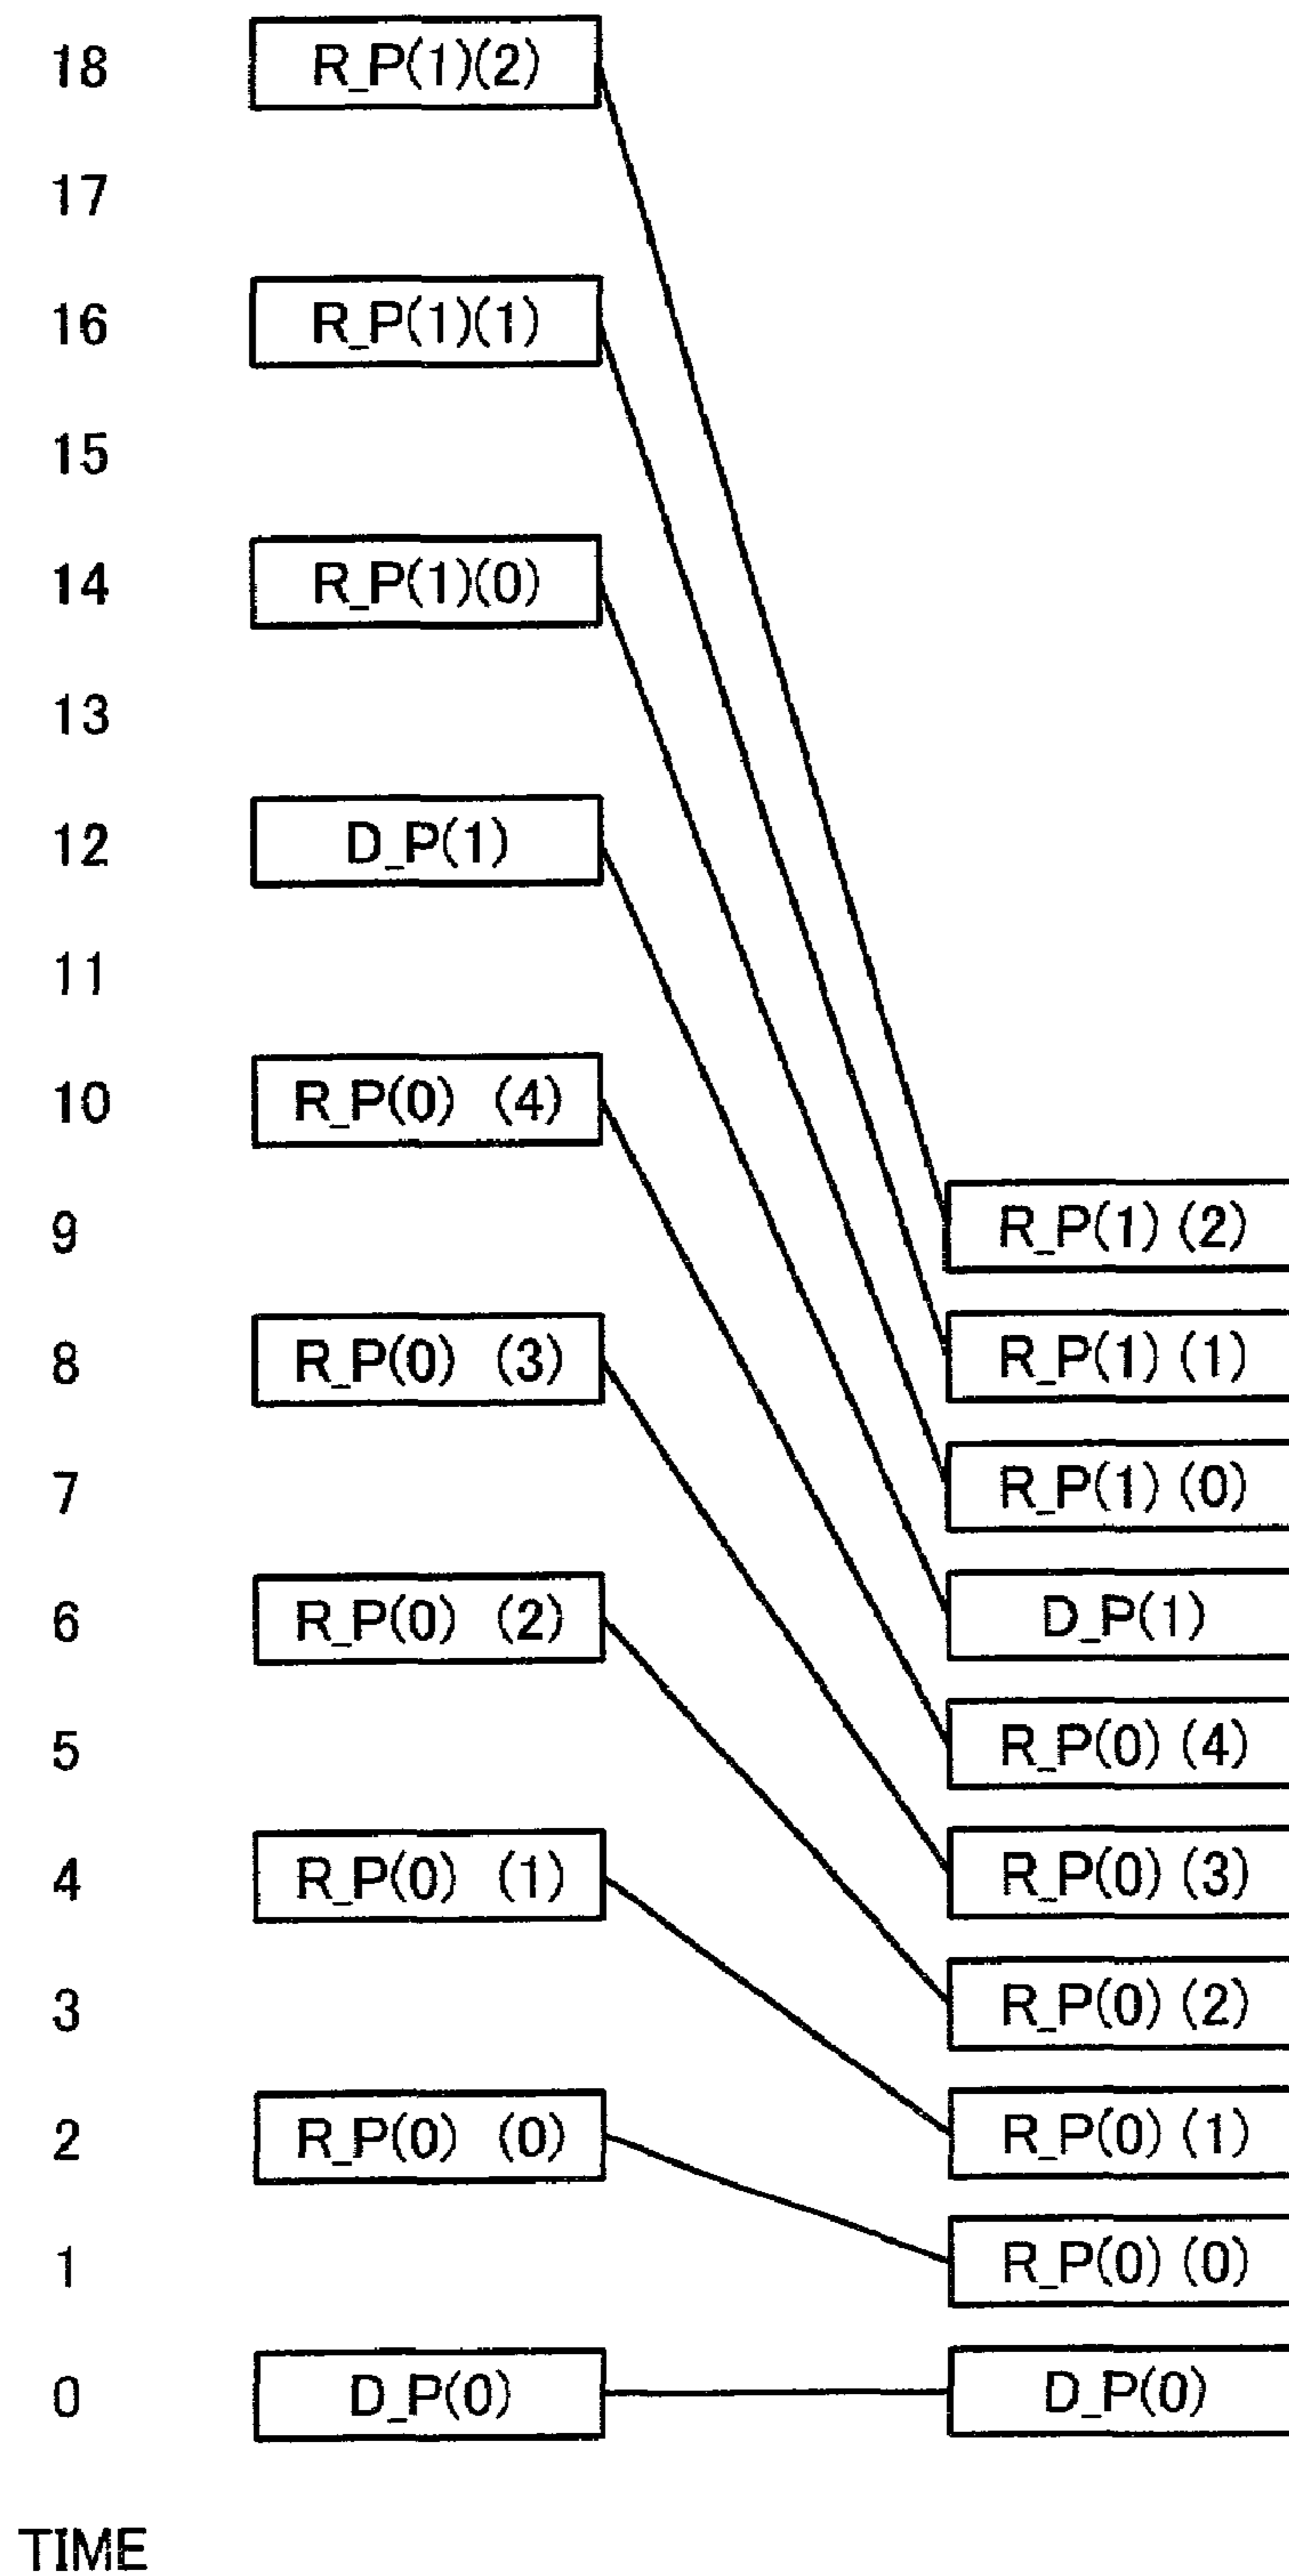 18 R_P(1)(2)
17
16 R_P(1)(1)
15
14 R_P(1)(0)
13
12 D_P(1)
11
10 R_P(0) (4)
9 R_P(1) (2)
8 R_P(0) (3) R_P(1) (1)
7 R_P(1) (0)
6 R_P(0) (2) D_P(1)
5 R_P(0) (4)
4 R_P(0) (1) R_P(0) (3)
3 R_P(0) (2)
2 R_P(0) (0) R_P(0) (1)
1 R_P(0) (0)
0 D_P(0) D_P(0)
TIME